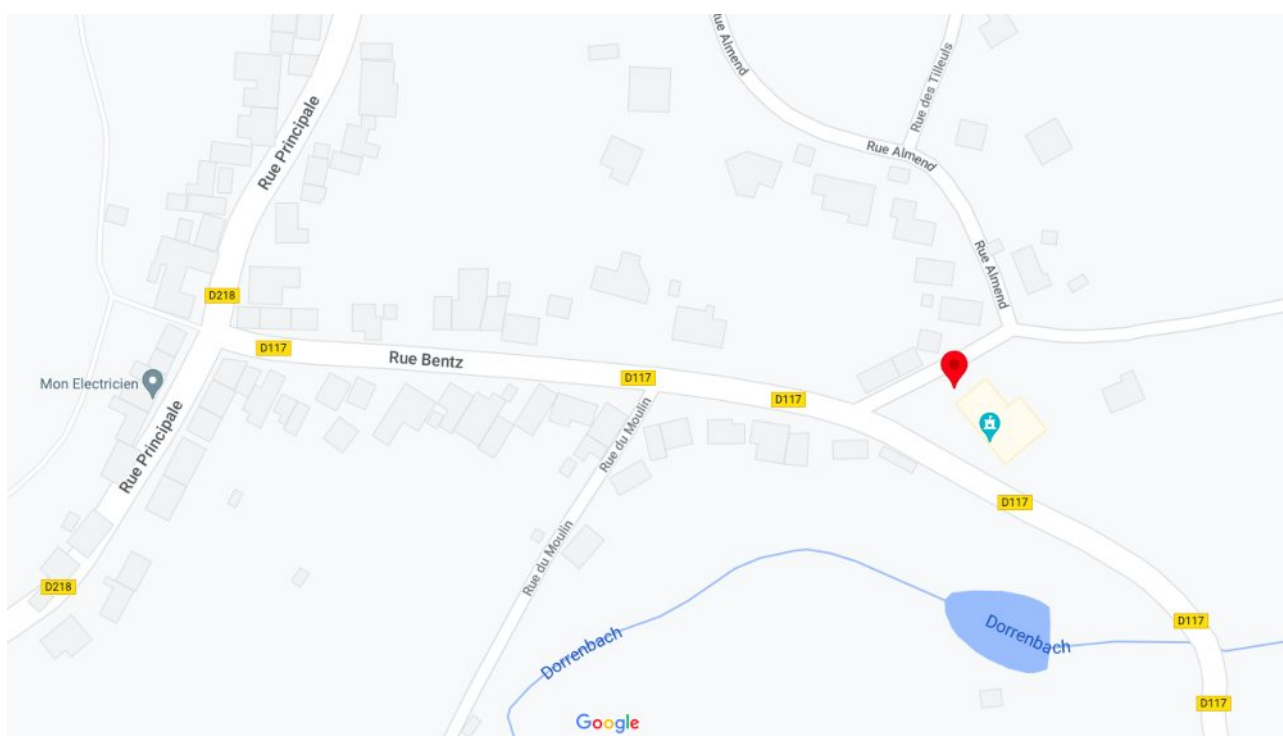 Rue Almend
Rue des Tilleuls
Rue Principale
Rue Almend
Rue Almend
D218
D117
Rue Bentz
D117
Mon Electricien
D117
Rue Principale
Rue du Moulin
D117
Rue du Moulin
D218
D117
Dorrenbach
Dorrenbach
D117
Google